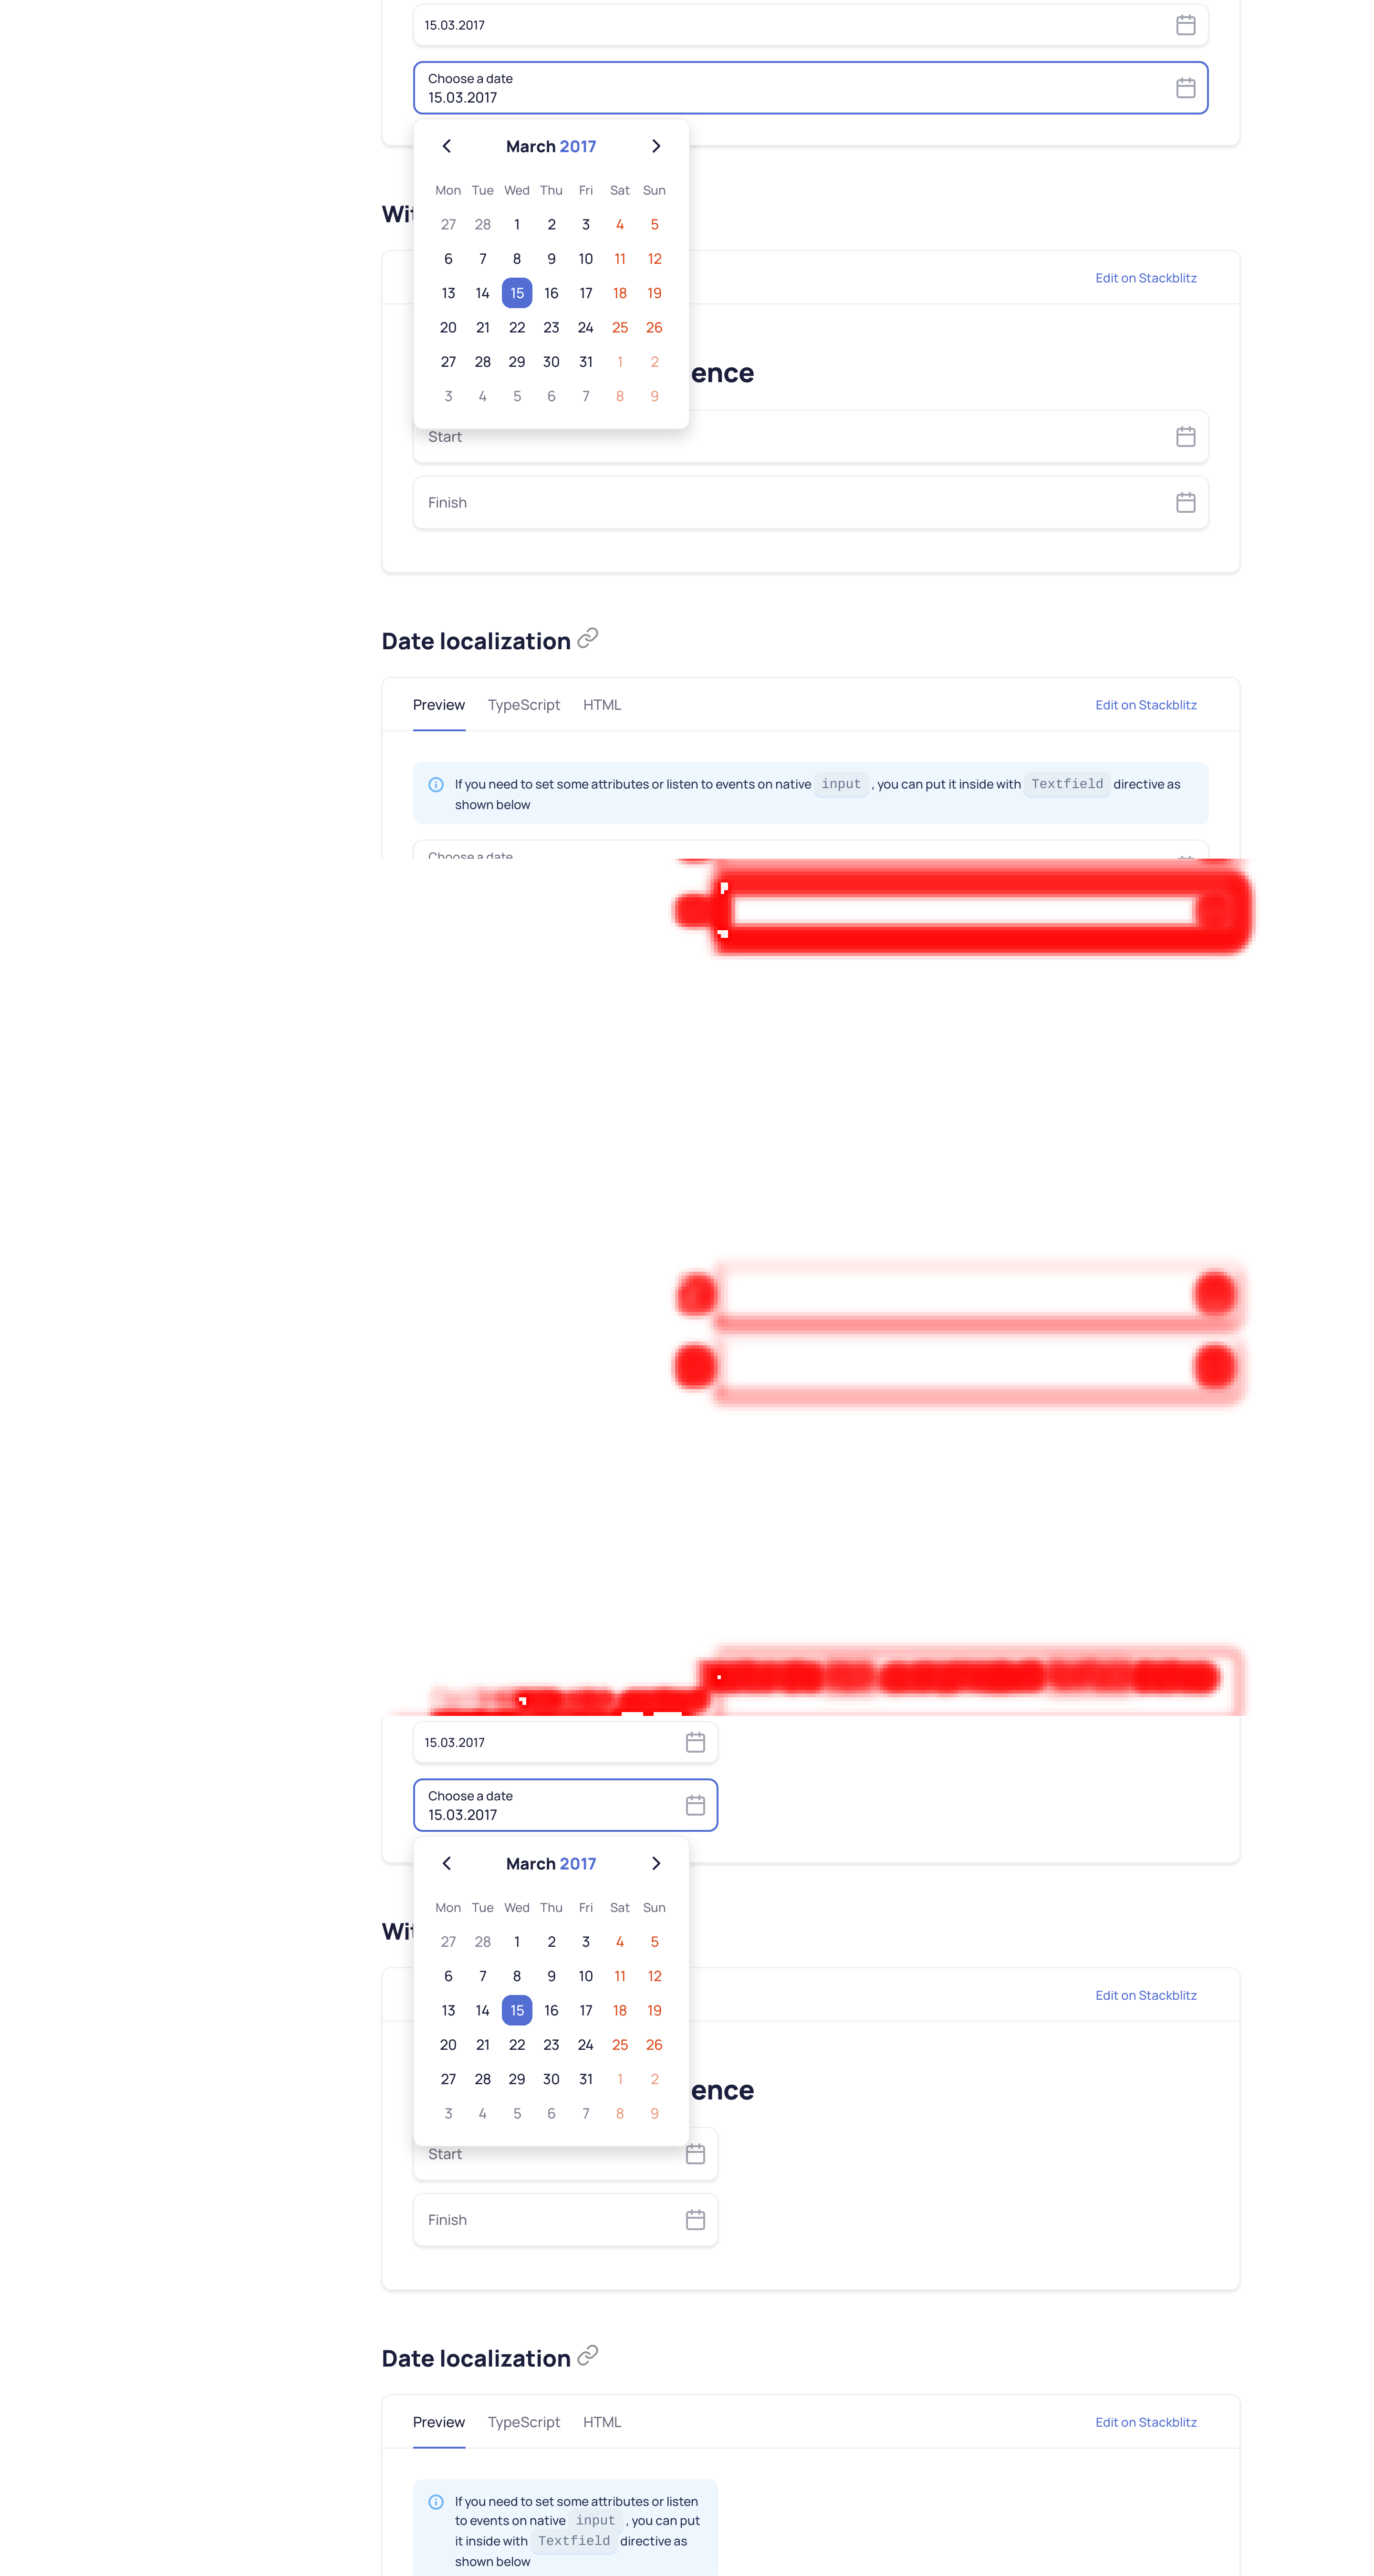 15.03.2017
Choose a date
15.03.2017
March 2017
Mon Tue Wed Thu Fri Sat Sun
27 28 1 2 3 4 5
6 7 8 9 10 11 12
13 14 15 16 17 18 19
20 21 22 23 24 25 26
27 28 29 30 31 1 2
3 4 5 6 7 8 9
Wit
Edit on Stackblitz
ence
Start
Finish
Date localization
Preview TypeScript HTML Edit on Stackblitz
If you need to set some attributes or listen to events on native input , you can put it inside with Textfield directive as
shown below
Choose a date
15.03.2017
Choose a date
15.03.2017
March 2017
Mon Tue Wed Thu Fri Sat Sun
27 28 1 2 3 4 5
6 7 8 9 10 11 12
13 14 15 16 17 18 19
20 21 22 23 24 25 26
27 28 29 30 31 1 2
3 4 5 6 7 8 9
Wit
Edit on Stackblitz
ence
Start
Finish
Date localization
Preview TypeScript HTML Edit on Stackblitz
If you need to set some attributes or listen
to events on native input , you can put
it inside with Textfield directive as
shown below